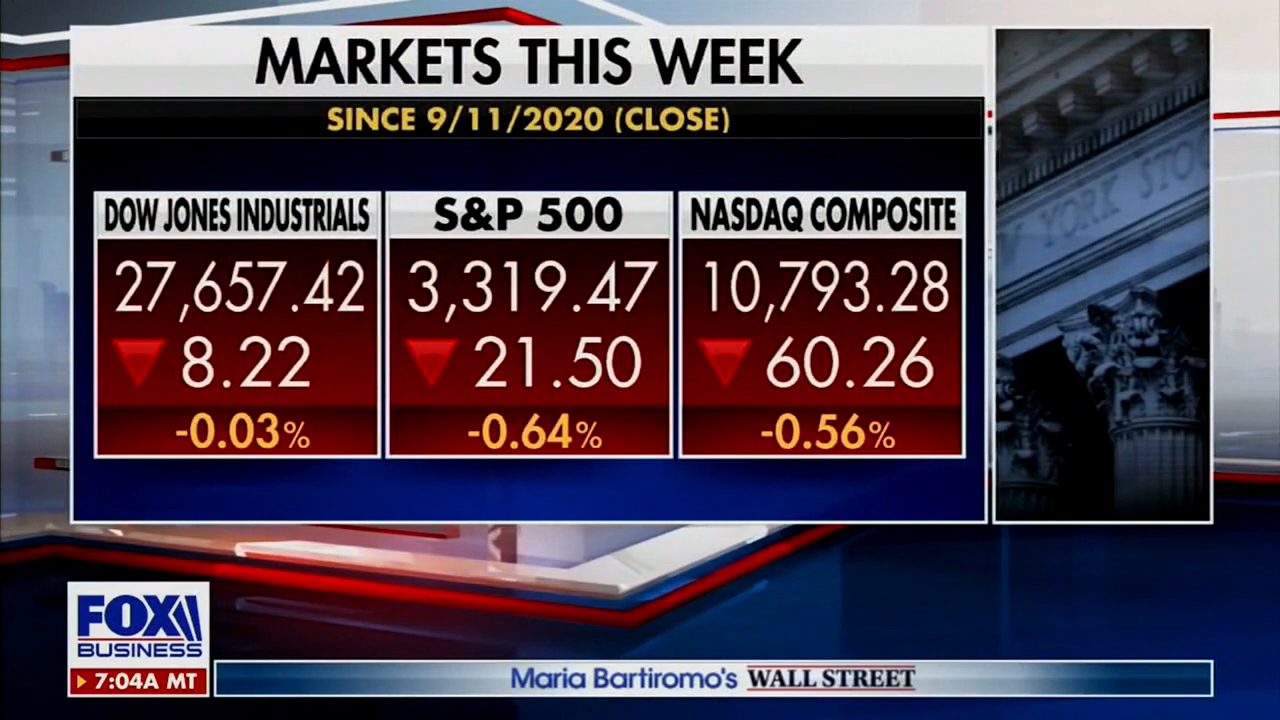 MARKETS THIS WEEK
SINCE 9/11/2020 (CLOSE)
DOW JONES INDUSTRIALS
27,657.42
8.22
-0.03%
S&P 500
3,319.47
21.50
-0.64%
NASDAQ COMPOSITE
10,793.28
60.26
-0.56%
YORK STO
FOX
BUSINESS
7:04A MT
Maria Bartiromo's WALL STREET